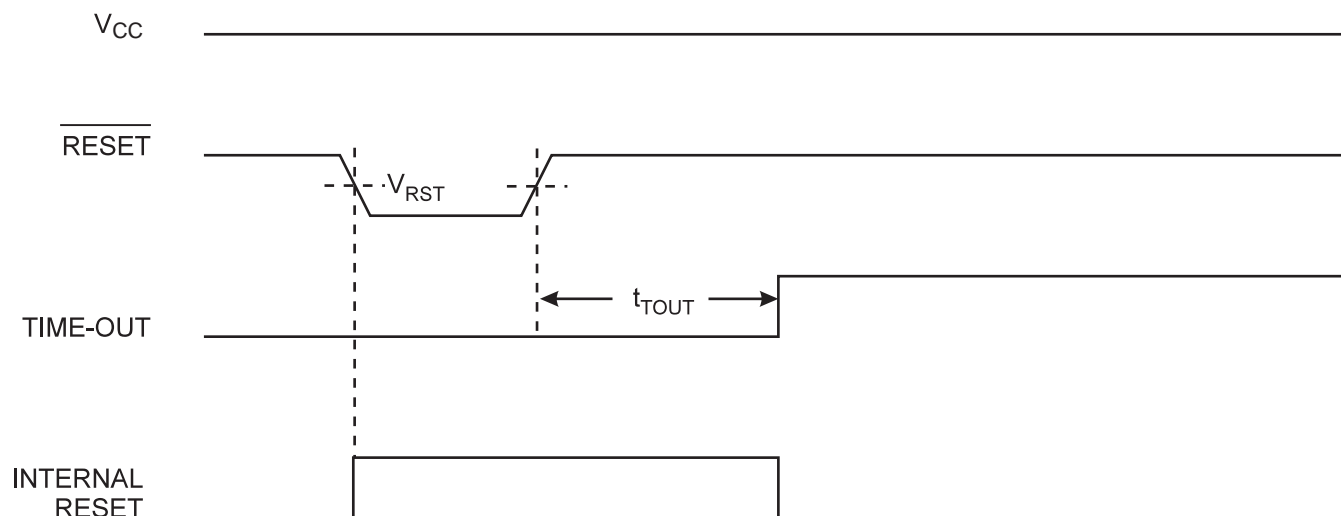 VCC
RESET
VRST
tTOUT
TIME-OUT
INTERNAL
RESET